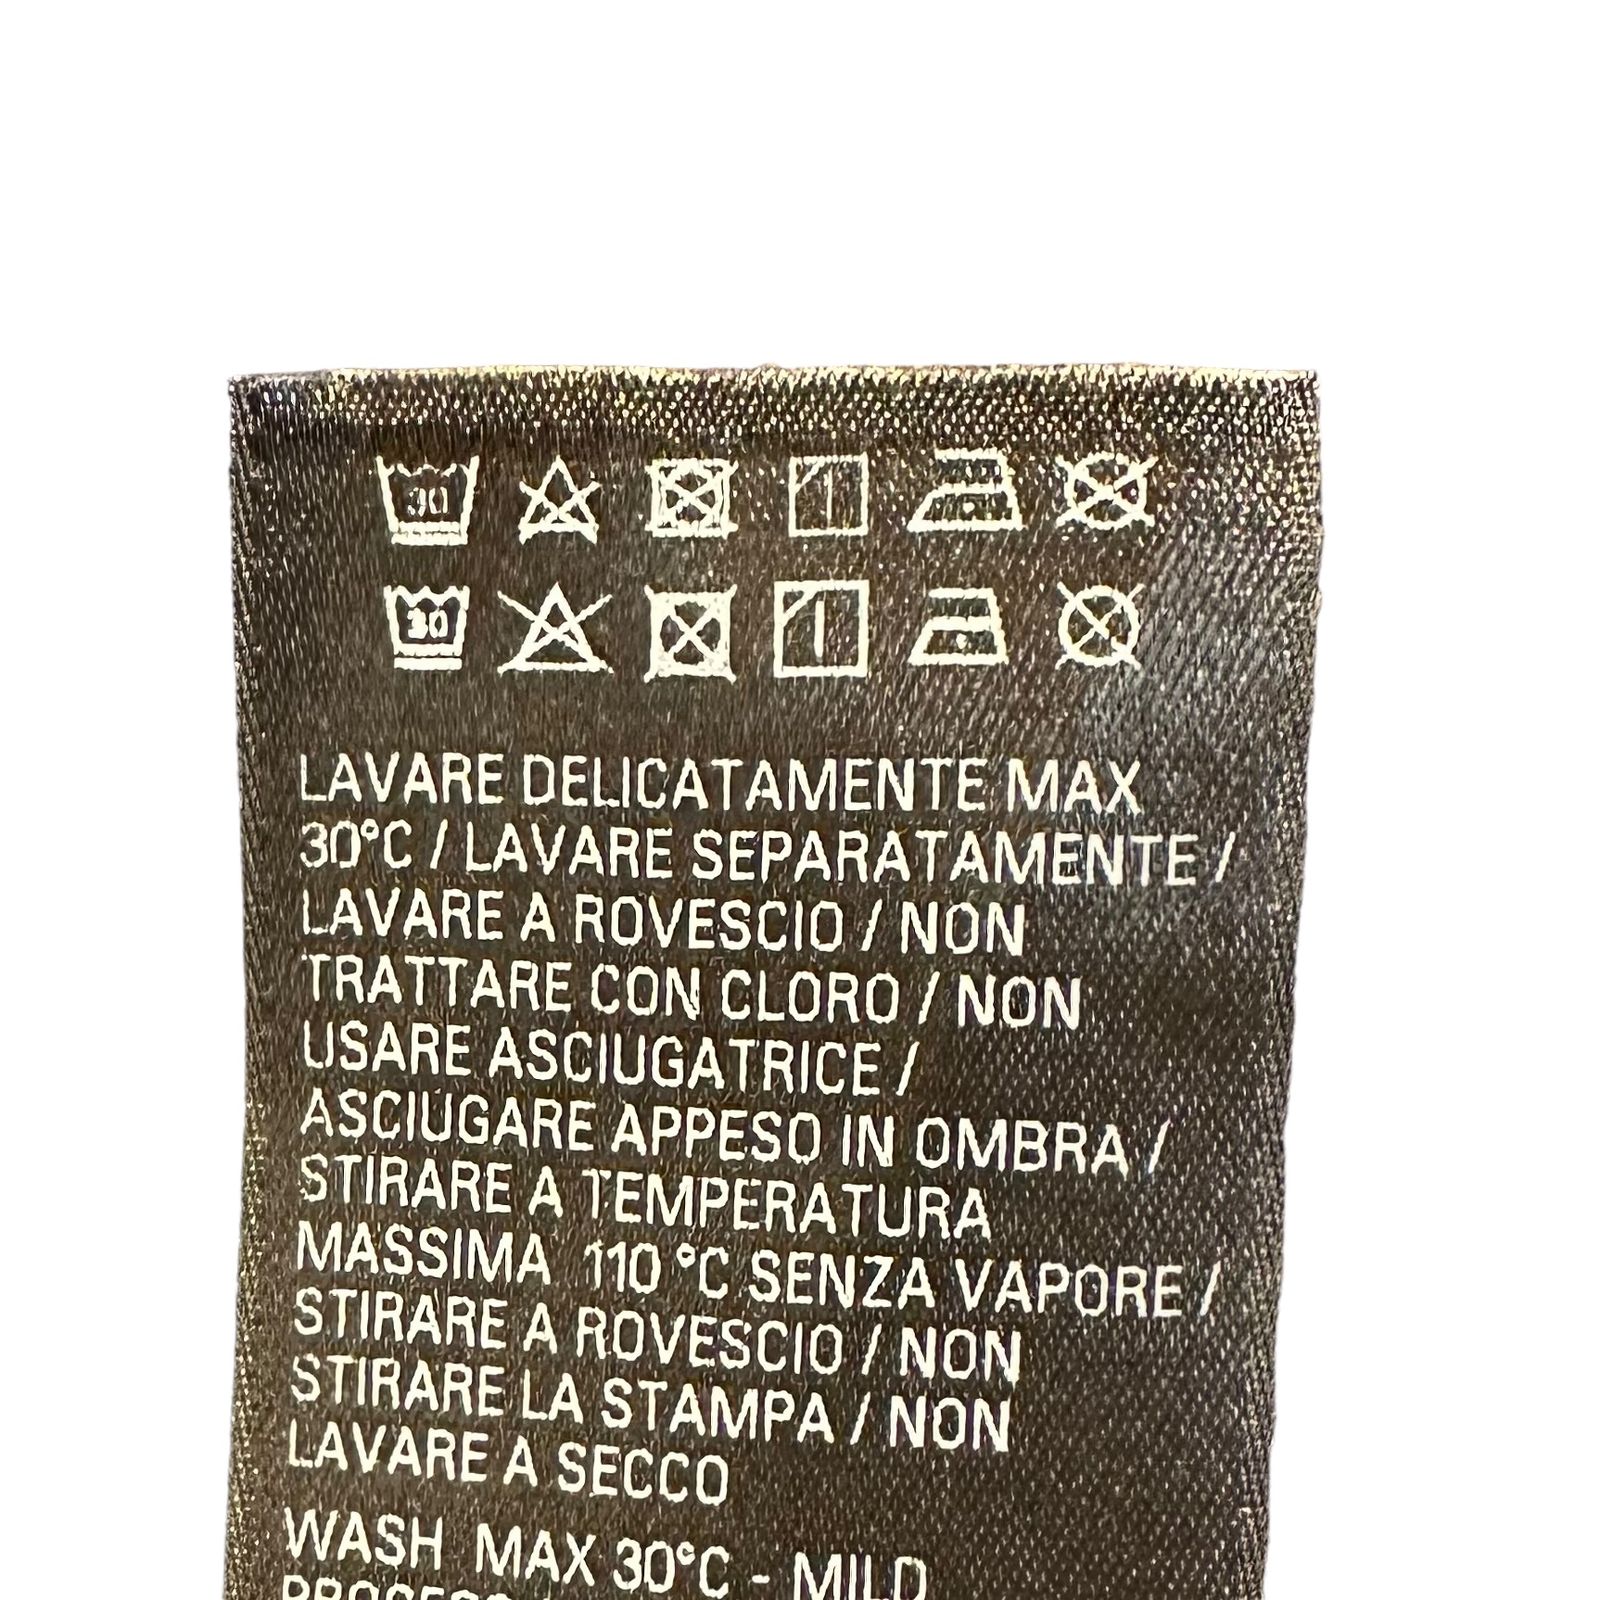 30
30
LAVARE DELICATAMENTE MAX
30°C / LAVARE SEPARATAMENTE /
LAVARE A ROVESCIO / NON
TRATTARE CON CLORO / NON
USARE ASCIUGATRICE /
ASCIUGARE APPESO IN OMBRA /
STIRARE A TEMPERATURA
MASSIMA 110 °C SENZA VAPORE /
STIRARE A ROVESCIO / NON
STIRARE LA STAMPA / NON
LAVARE A SECCO
WASH MAX 30°C - MILD